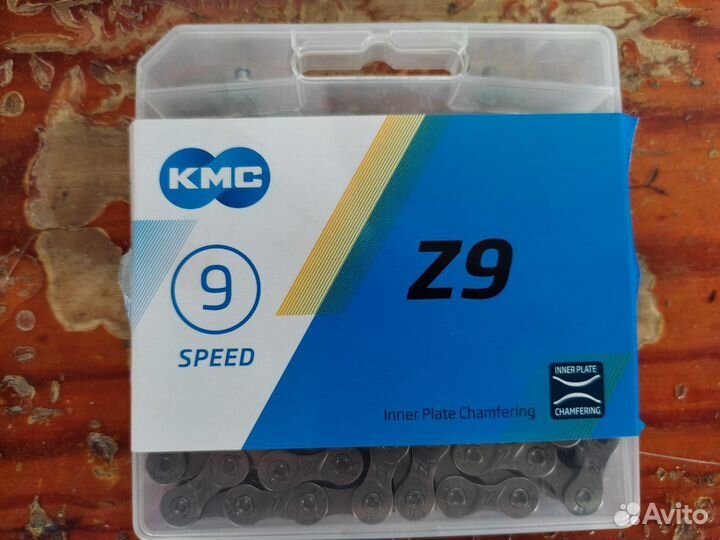 KMC
9
SPEED
Z9
Inner Plate Chamfering
INNER PLATE
CHAMFERING
Avito